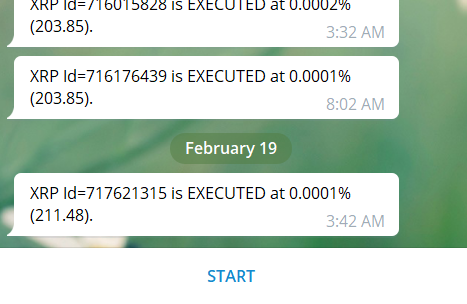 XRP Id=716015828 is EXECUTED at 0.0002%
(203.85).
3:32 AM
XRP Id=716176439 is EXECUTED at 0.0001%
(203.85).
8:02 AM
February 19
XRP Id=717621315 is EXECUTED at 0.0001%
(211.48).
3:42 AM
START